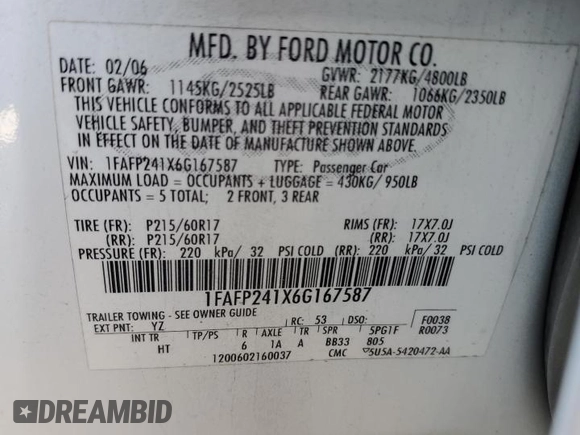 MFD. BY FORD MOTOR CO.
DATE: 02/06 GVWR: 2177KG/4800LB
FRONT GAWR: 1145KG/2525LB REAR GAWR: 1066KG/2350LB
THIS VEHICLE CONFORMS TO ALL APPLICABLE FEDERAL MOTOR
VEHICLE SAFETY, BUMPER, AND THEFT PREVENTION STANDARDS
IN EFFECT ON THE DATE OF MANUFACTURE SHOWN ABOVE.
VIN: 1FAFP241X6G167587 TYPE: Passenger Car
MAXIMUM LOAD = OCCUPANTS + LUGGAGE = 430KG/ 950LB
OCCUPANTS = 5 TOTAL; 2 FRONT, 3 REAR
TIRE (FR): P215/60R17 RIMS (FR): 17X7.0J
(RR): P215/60R17 (RR): 17X7.0J
PRESSURE (FR): 220 kPa/ 32 PSI COLD (RR): 220 kPa/ 32 PSI COLD
1FAFP241X6G167587
TRAILER TOWING - SEE OWNER GUIDE
EXT PNT: YZ RC: 53 DSO: F0038
INT TR TP/PS R AXLE TR SPR 5PG1F R0073
HT 6 1A A BB33 805
1200602160037 CMC 5U5A-5420472-AA
DREAMBID